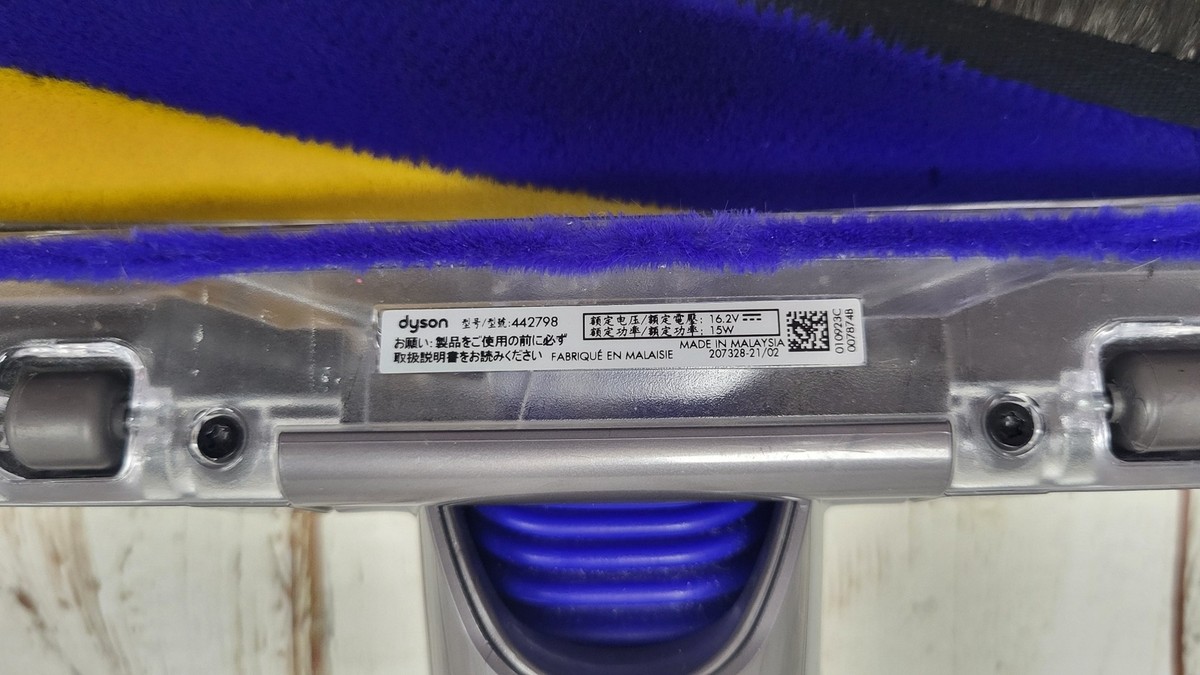 dyson 型号/型號:442798
お願い:製品をご使用の前に必ず
取扱説明書をお読みください FABRIQUÉ EN MALAISIE
额定电压/額定電壓: 16.2V
额定功率/額定功率: 15W
MADE IN MALAYSIA
207328-21/02
010923C
007874B